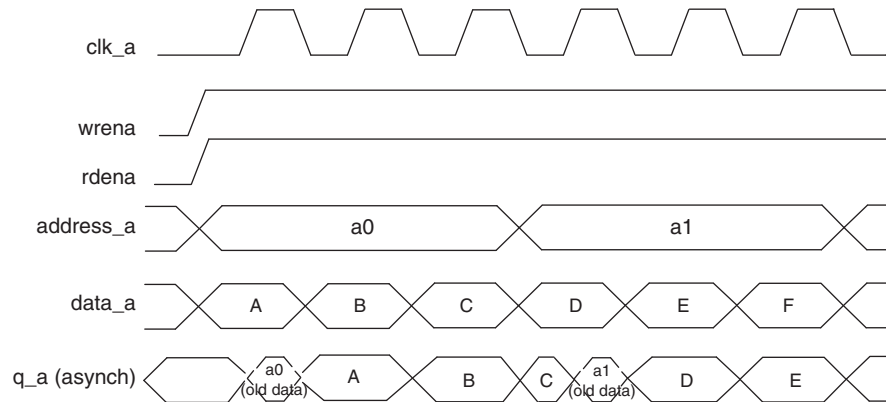 clk_a
wrena
rdena
address_a a0 a1
data_a A B C D E F
q_a (asynch) a0 (old data) A B C a1 (old data) D E